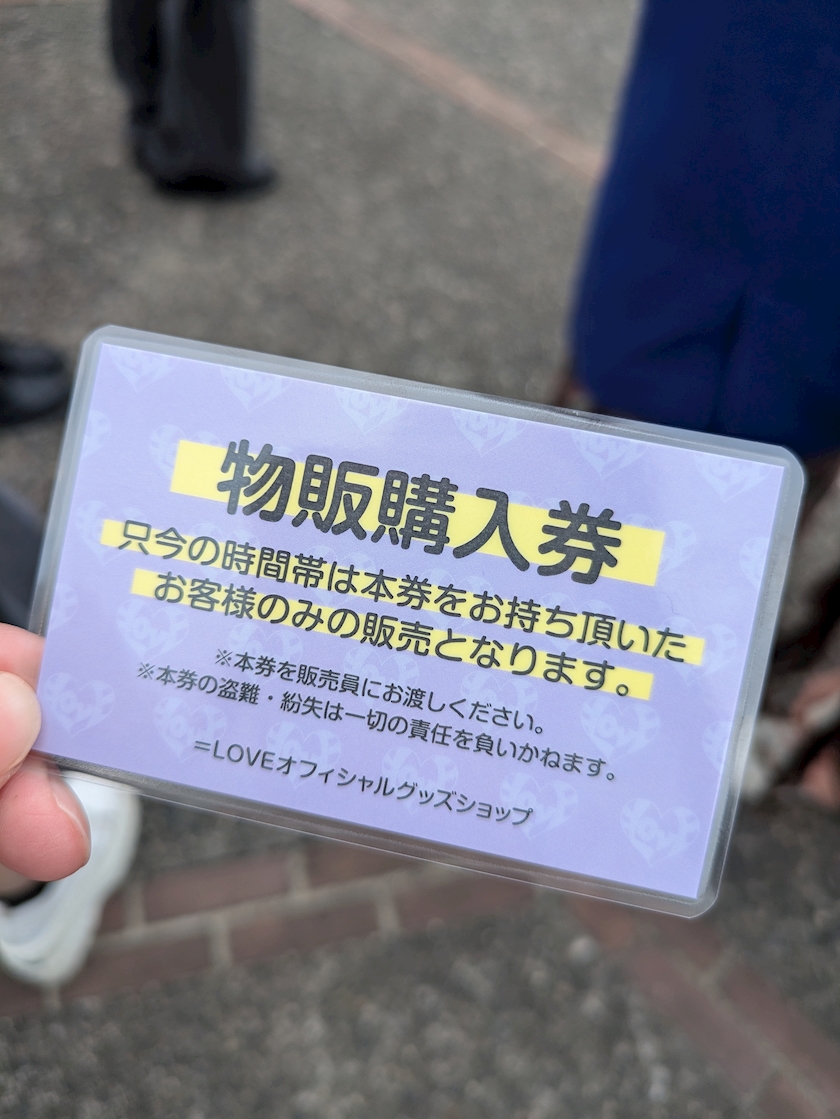 物販購入券
只今の時間帯は本券をお持ち頂いた
お客様のみの販売となります。
※本券を販売員にお渡しください。
※本券の盗難・紛失は一切の責任を負いかねます。
=LOVEオフィシャルグッズショップ